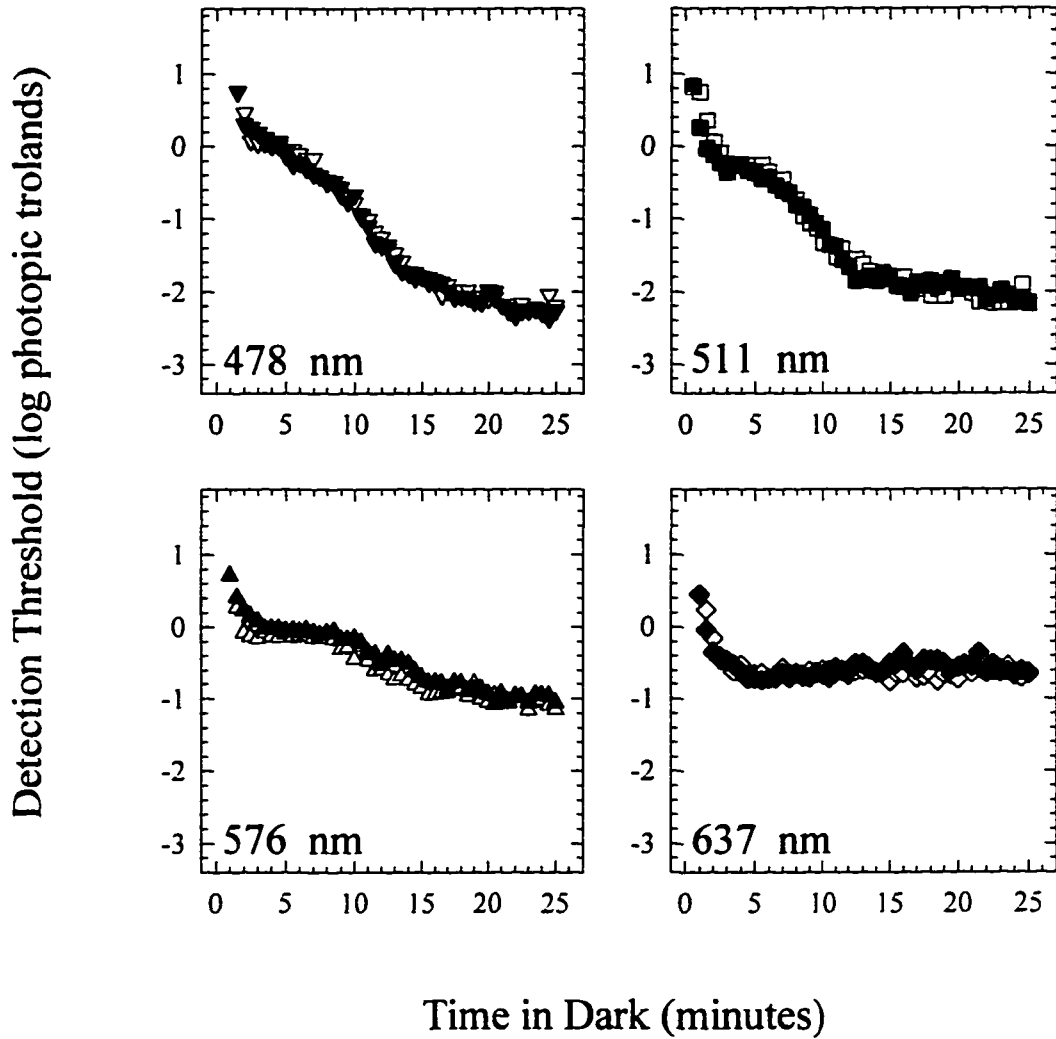 Detection Threshold (log photopic trolands)
1
0
-1
-2
-3
478 nm
0 5 10 15 20 25
1
0
-1
-2
-3
511 nm
0 5 10 15 20 25
1
0
-1
-2
-3
576 nm
0 5 10 15 20 25
1
0
-1
-2
-3
637 nm
0 5 10 15 20 25
Time in Dark (minutes)